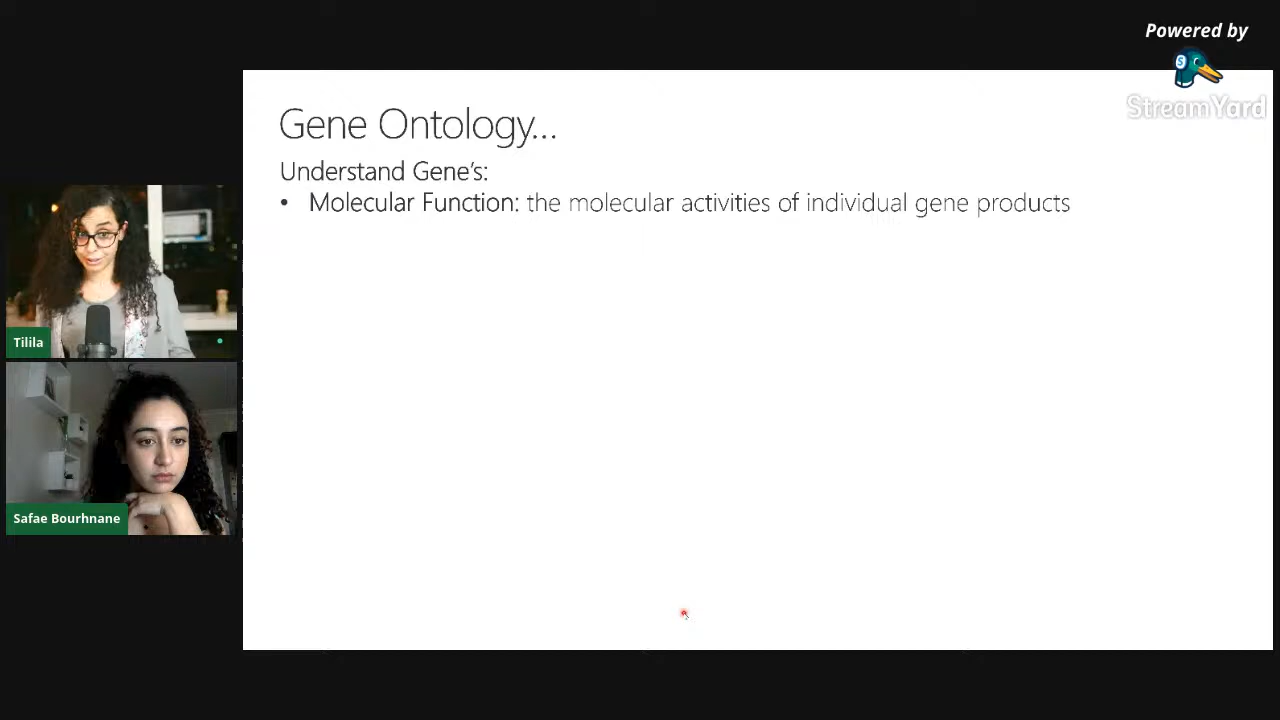 Powered by
StreamYard
Gene Ontology...
Understand Gene's:
• Molecular Function: the molecular activities of individual gene products
Tilila
Safae Bourhnane